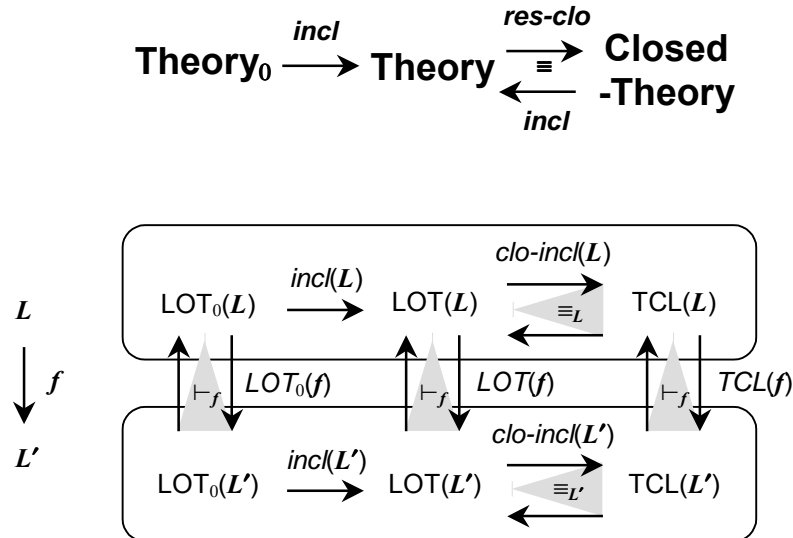 incl
res-clo
Theory₀ Theory ≡ Closed
-Theory
incl
clo-incl(L)
incl(L)
L LOT₀(L) LOT(L) ≡L TCL(L)
f ⊢f LOT₀(f) ⊢f LOT(f) ⊢f TCL(f)
clo-incl(L′)
incl(L′)
L′ LOT₀(L′) LOT(L′) ≡L′ TCL(L′)